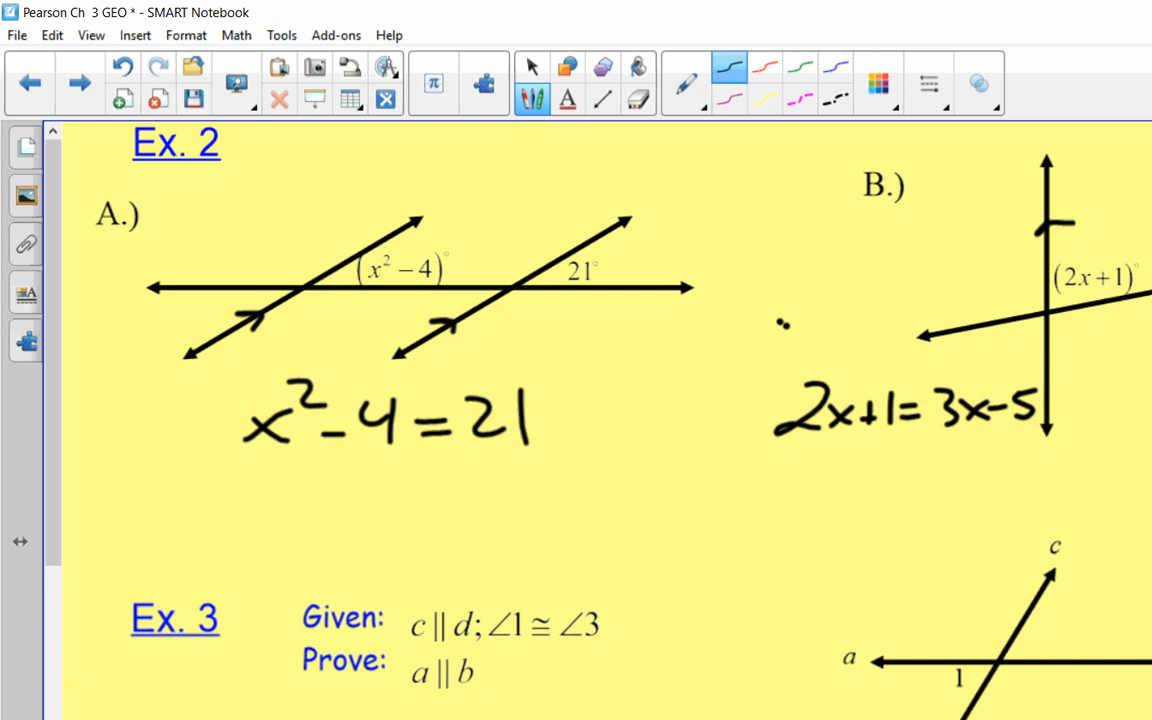 Pearson Ch 3 GEO * - SMART Notebook
File Edit View Insert Format Math Tools Add-ons Help
Ex. 2
A.)
(x² − 4)°
21°
x² - 4 = 21
B.)
(2x + 1)°
2x+1= 3x-5
Ex. 3
Given: c || d; ∠1 ≅ ∠3
Prove: a || b
c
a
1